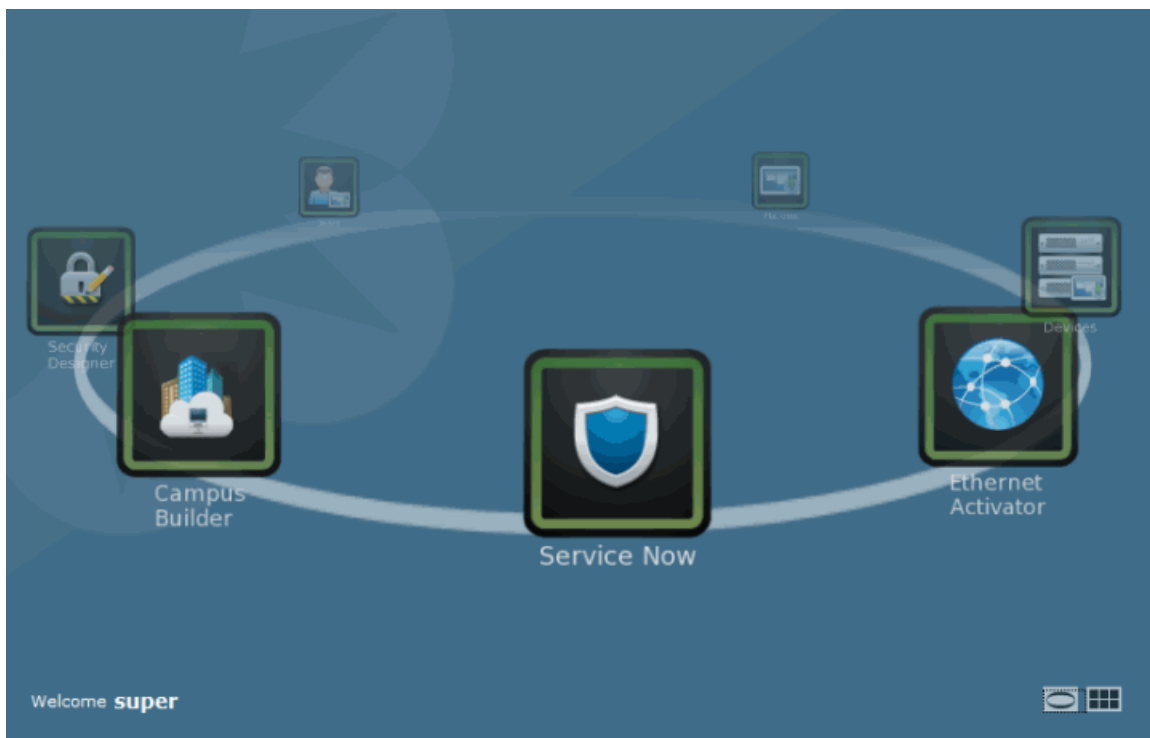 Security
Designer
Devices
Campus
Builder
Ethernet
Activator
Service Now
Welcome super